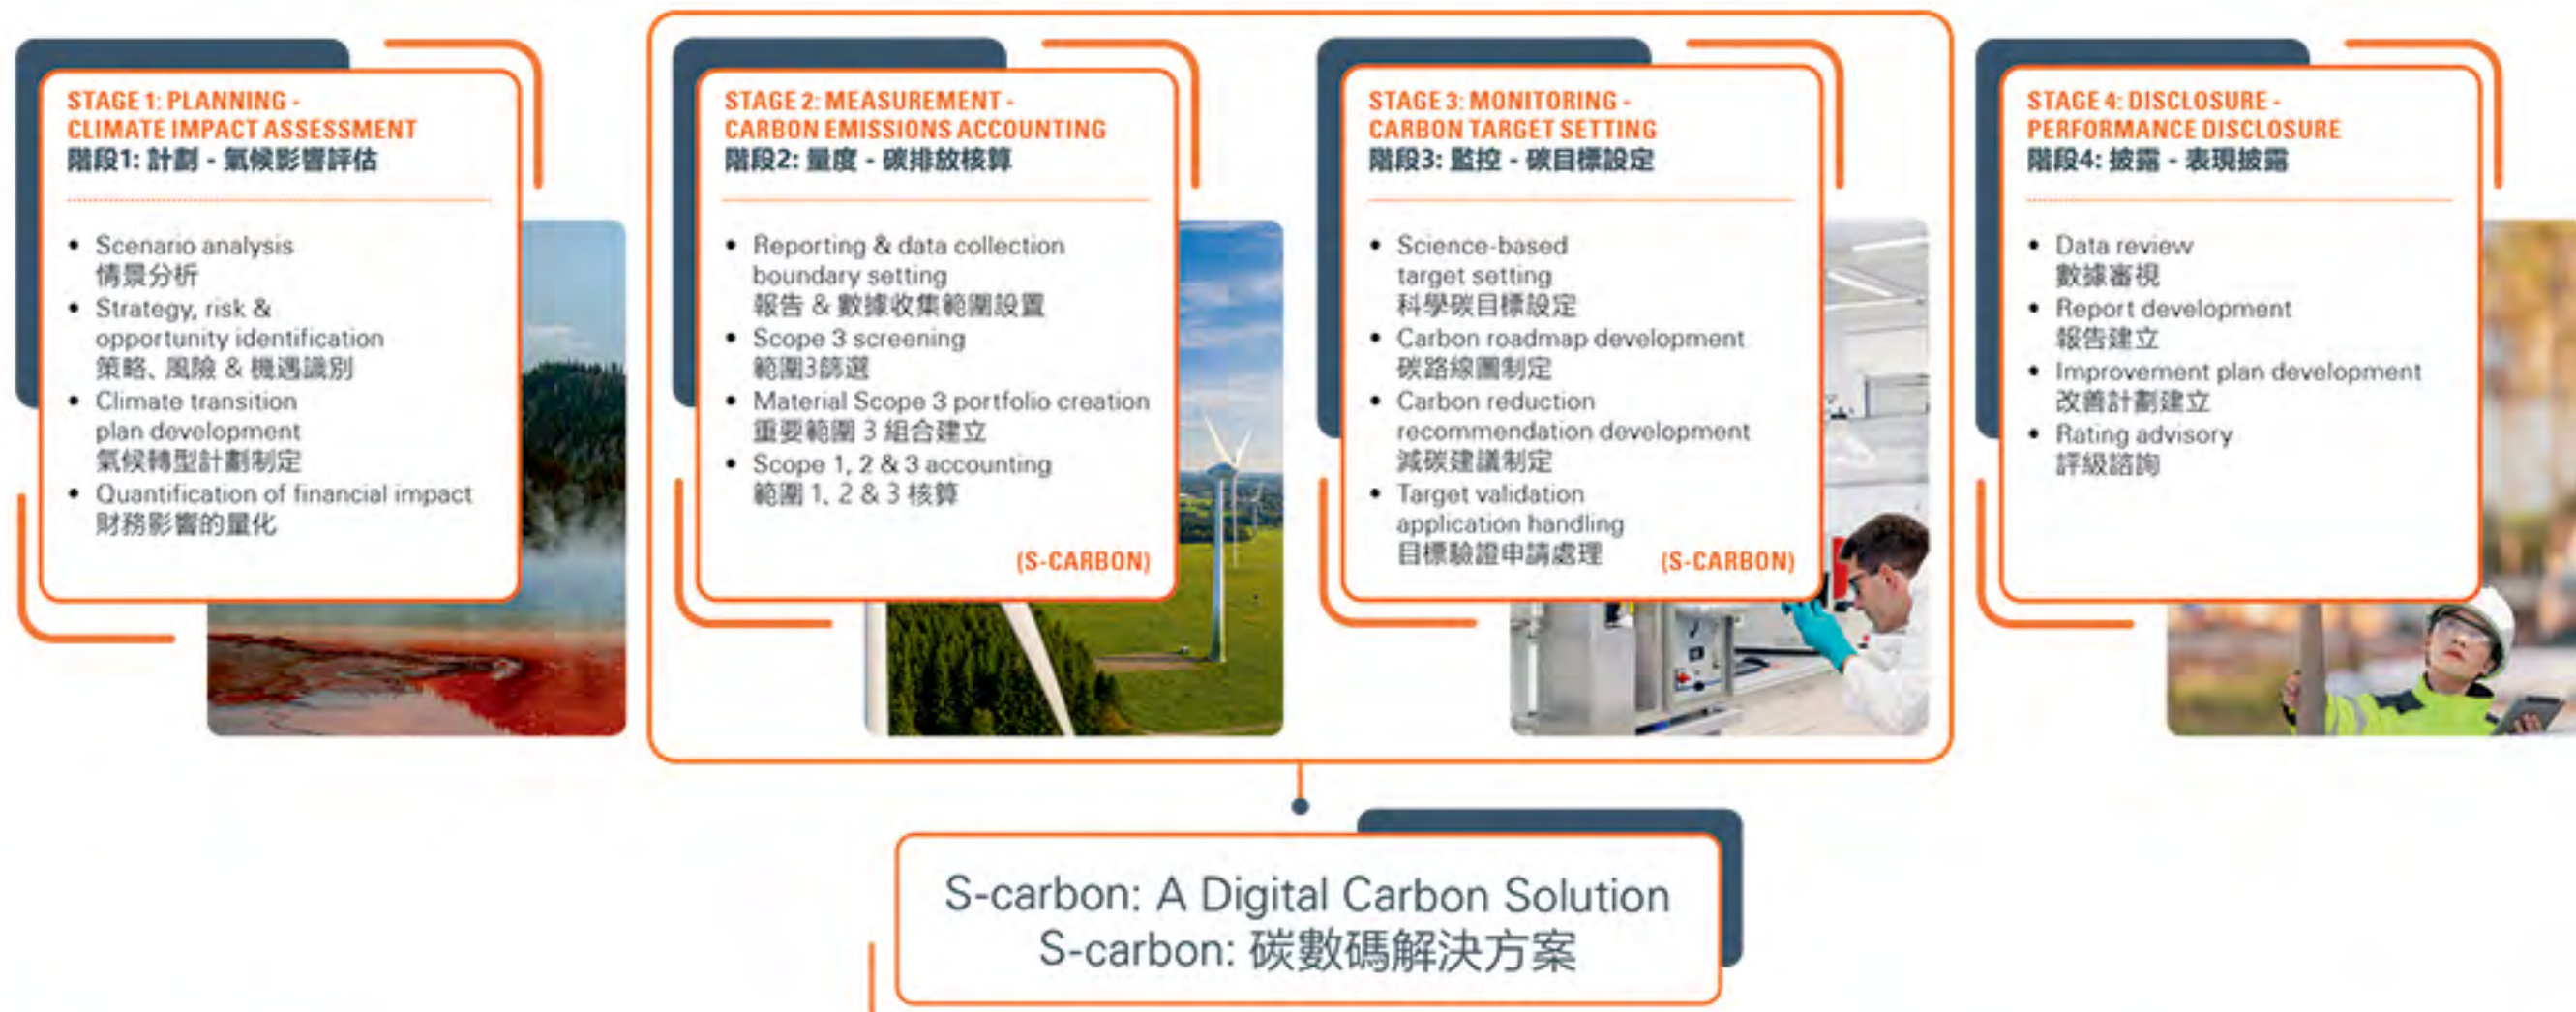 STAGE 1: PLANNING -
CLIMATE IMPACT ASSESSMENT
階段1: 計劃 - 氣候影響評估
• Scenario analysis
情景分析
• Strategy, risk &
opportunity identification
策略、風險 & 機遇識別
• Climate transition
plan development
氣候轉型計劃制定
• Quantification of financial impact
財務影響的量化
STAGE 2: MEASUREMENT -
CARBON EMISSIONS ACCOUNTING
階段2: 量度 - 碳排放核算
• Reporting & data collection
boundary setting
報告 & 數據收集範圍設置
• Scope 3 screening
範圍3篩選
• Material Scope 3 portfolio creation
重要範圍 3 組合建立
• Scope 1, 2 & 3 accounting
範圍 1、2 & 3 核算
(S-CARBON)
STAGE 3: MONITORING -
CARBON TARGET SETTING
階段3: 監控 - 碳目標設定
• Science-based
target setting
科學碳目標設定
• Carbon roadmap development
碳路線圖制定
• Carbon reduction
recommendation development
減碳建議制定
• Target validation
application handling
目標驗證申請處理
(S-CARBON)
STAGE 4: DISCLOSURE -
PERFORMANCE DISCLOSURE
階段4: 披露 - 表現披露
• Data review
數據審視
• Report development
報告建立
• Improvement plan development
改善計劃建立
• Rating advisory
評級諮詢
S-carbon: A Digital Carbon Solution
S-carbon: 碳數碼解決方案